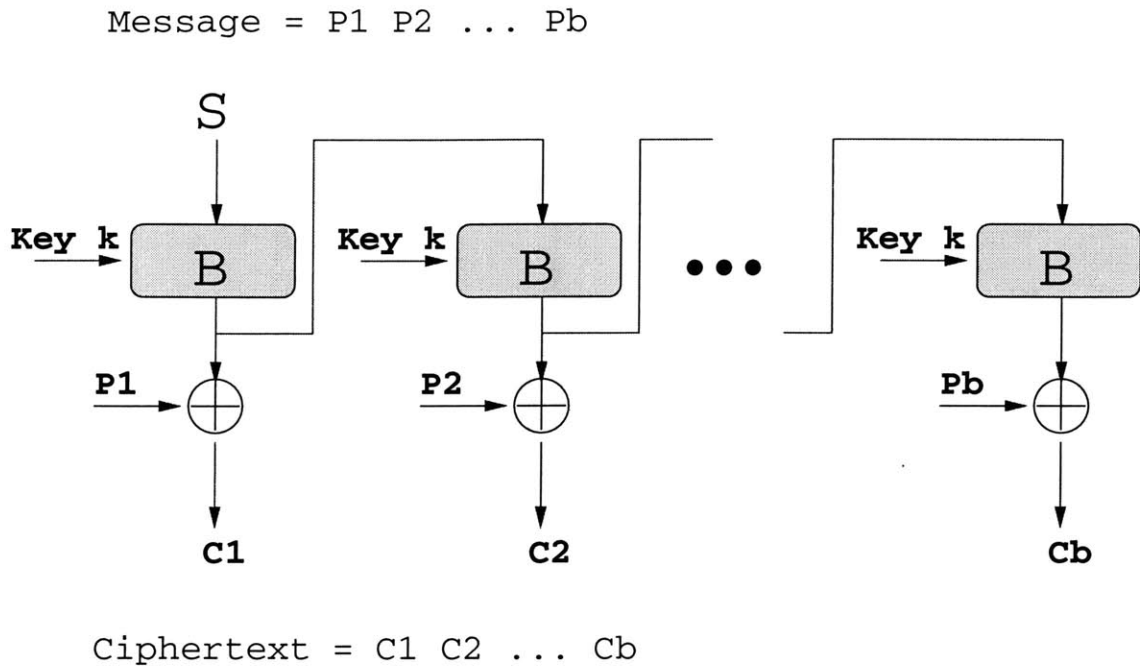 Message = P1 P2 ... Pb
S
Key k
Key k
Key k
B
B
B
P1
P2
Pb
C1
C2
Cb
Ciphertext = C1 C2 ... Cb